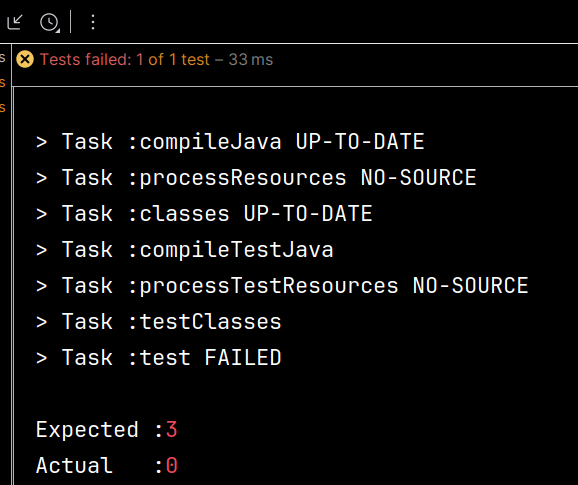 s
Tests failed: 1 of 1 test – 33 ms
s
s
> Task :compileJava UP-TO-DATE
> Task :processResources NO-SOURCE
> Task :classes UP-TO-DATE
> Task :compileTestJava
> Task :processTestResources NO-SOURCE
> Task :testClasses
> Task :test FAILED
Expected :3
Actual   :0